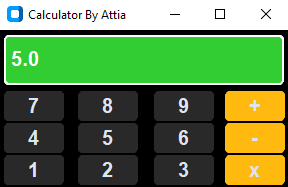 Calculator By Attia
5.0
7 8 9 +
4 5 6 -
1 2 3 x